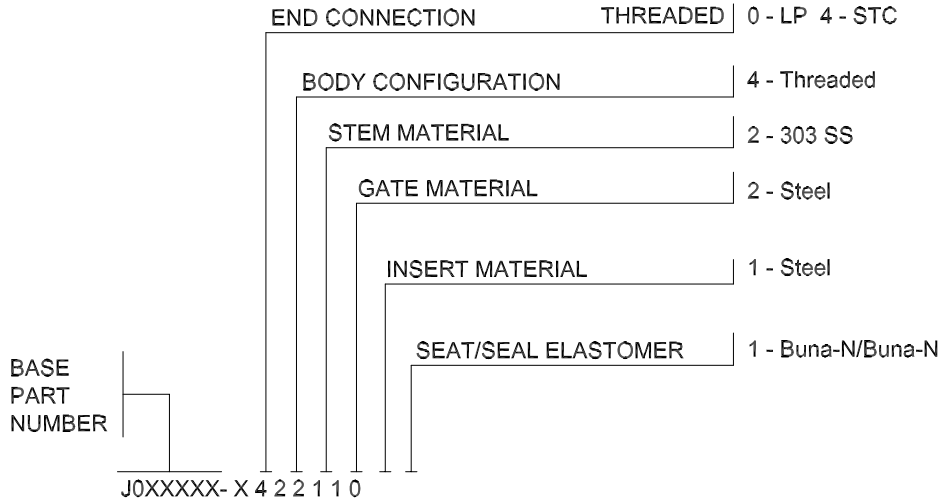 END CONNECTION THREADED 0 - LP 4 - STC
BODY CONFIGURATION 4 - Threaded
STEM MATERIAL 2 - 303 SS
GATE MATERIAL 2 - Steel
INSERT MATERIAL 1 - Steel
SEAT/SEAL ELASTOMER 1 - Buna-N/Buna-N
BASE
PART
NUMBER
J0XXXXX- X 4 2 2 1 1 0